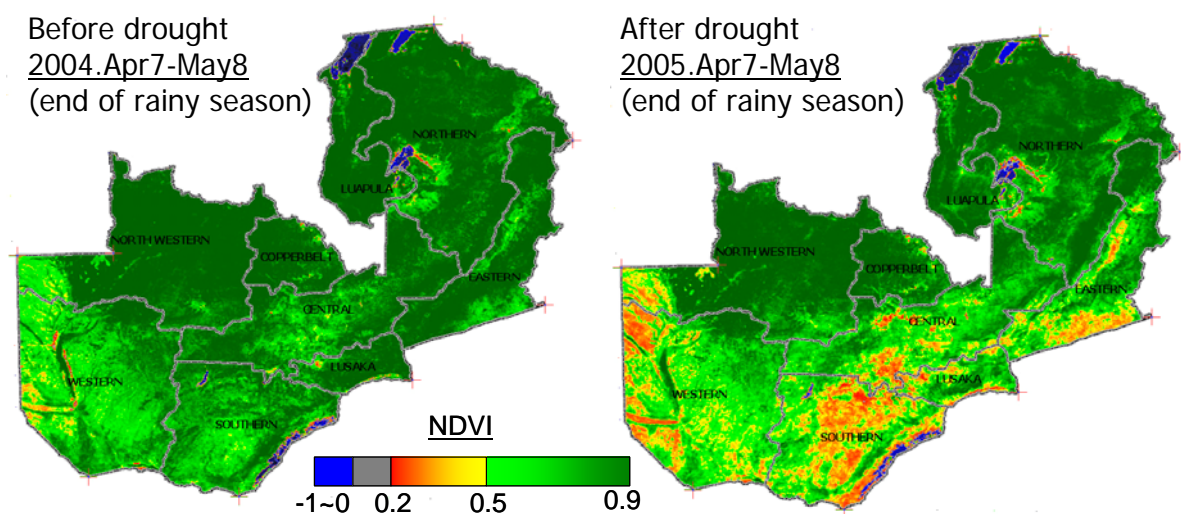 Before drought
2004.Apr7-May8
(end of rainy season)
NORTHERN
LUAPULA
NORTH WESTERN
COPPERBELT
EASTERN
CENTRAL
LUSAKA
WESTERN
SOUTHERN
After drought
2005.Apr7-May8
(end of rainy season)
NORTHERN
LUAPULA
NORTH WESTERN
COPPERBELT
EASTERN
CENTRAL
LUSAKA
WESTERN
SOUTHERN
NDVI
-1~0 0.2 0.5 0.9